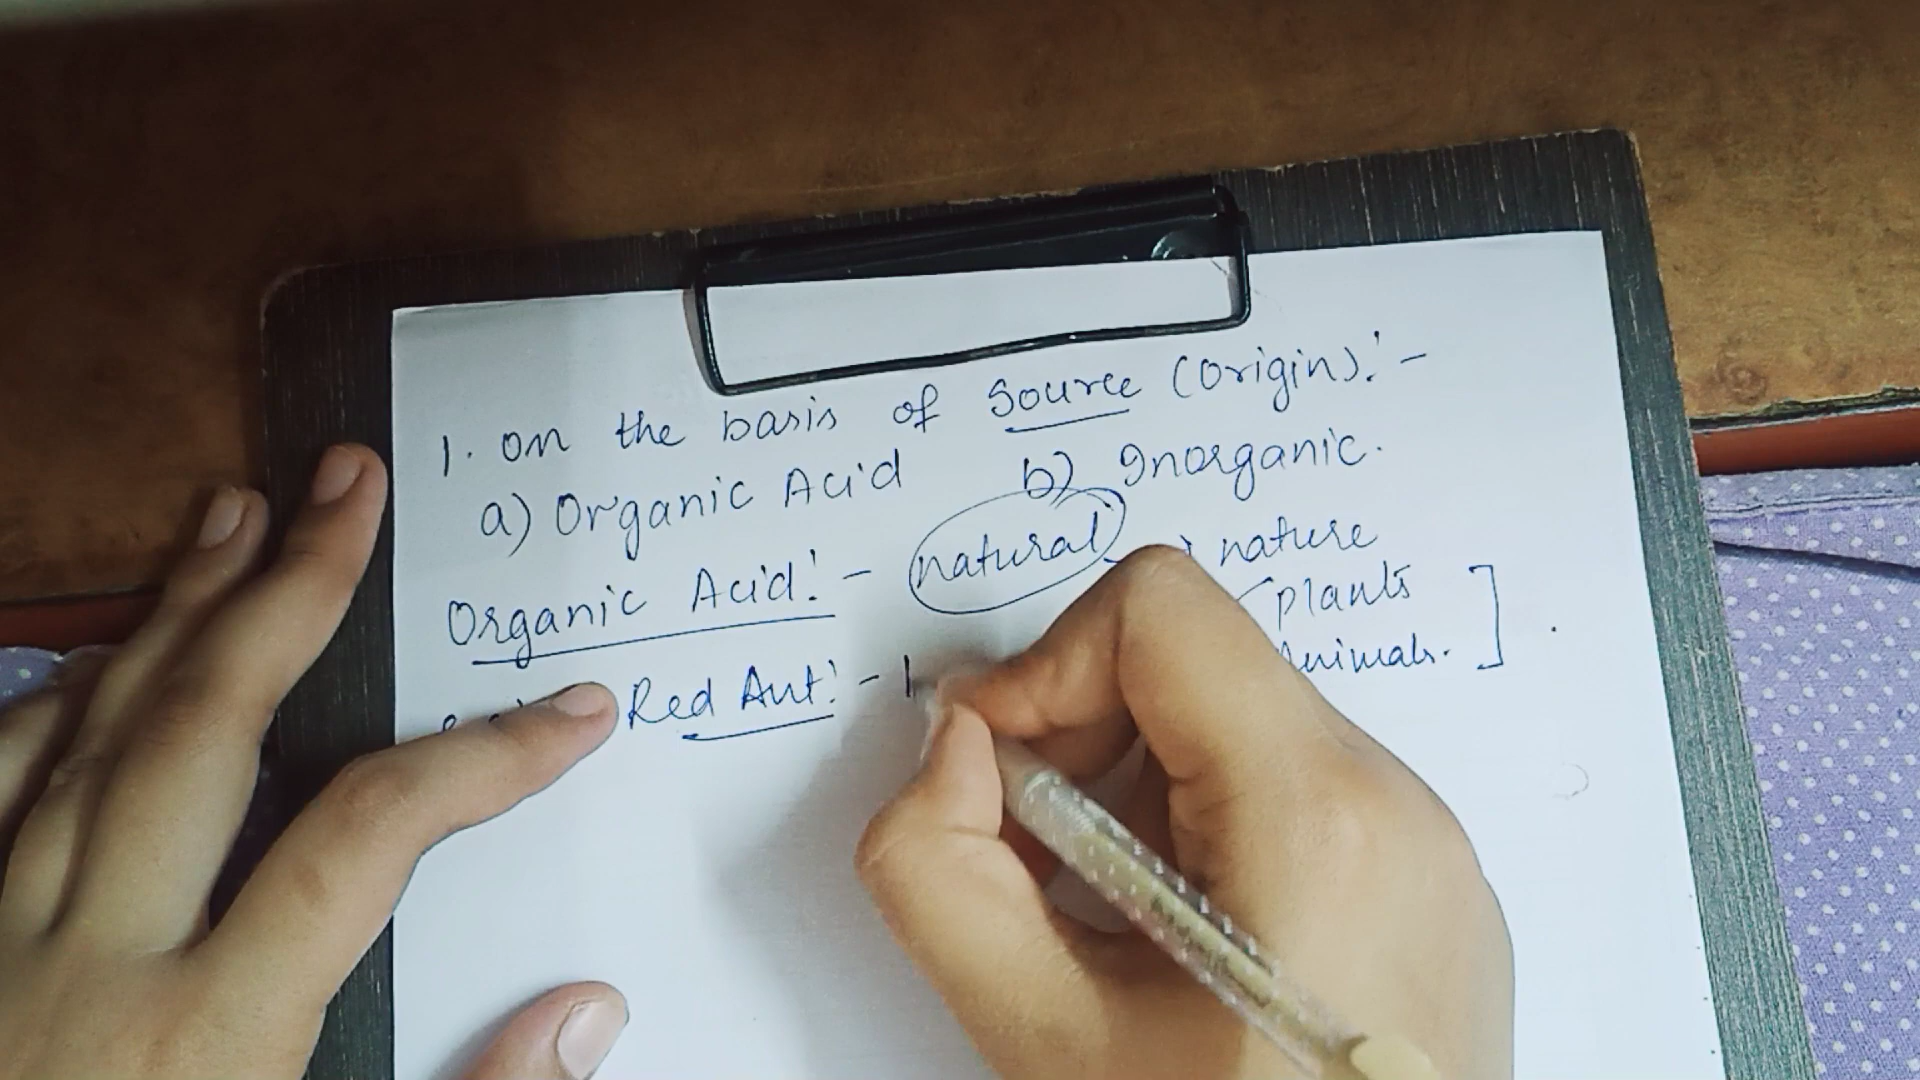 1. on the basis of Source (origin):-
a) Organic Acid b) Inorganic.
Organic Acid:- natural → nature
plants
Animals.
Red Ant:-